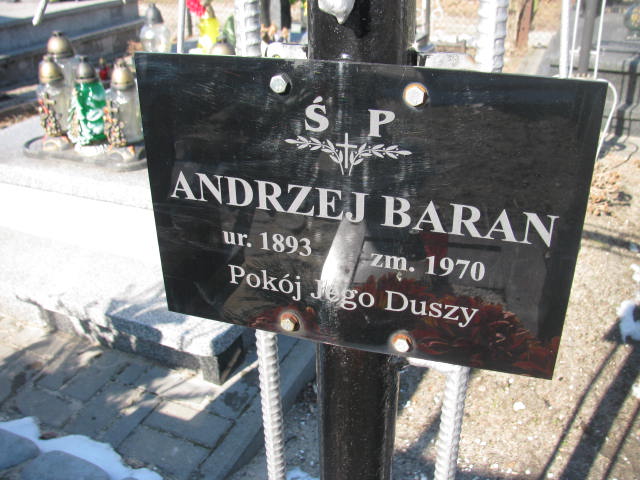 Ś P
ANDRZEJ BARAN
ur. 1893 zm. 1970
Pokój Jego Duszy